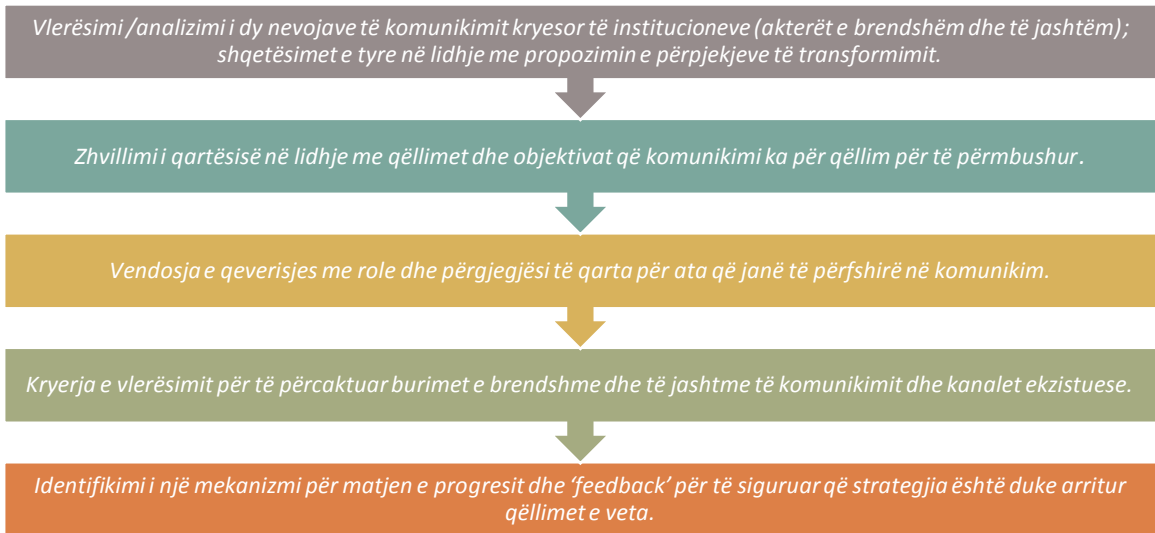 Vlerësimi /analizimi i dy nevojave të komunikimit kryesor të institucioneve (akterët e brendshëm dhe të jashtëm);
shqetësimet e tyre në lidhje me propozimin e përpjekjeve të transformimit.
Zhvillimi i qartësisë në lidhje me qëllimet dhe objektivat që komunikimi ka për qëllim për të përmbushur.
Vendosja e qeverisjes me role dhe përgjegjësi të qarta për ata që janë të përfshirë në komunikim.
Kryerja e vlerësimit për të përcaktuar burimet e brendshme dhe të jashtme të komunikimit dhe kanalet ekzistuese.
Identifikimi i një mekanizmi për matjen e progresit dhe ‘feedback’ për të siguruar që strategjia është duke arritur
qëllimet e veta.